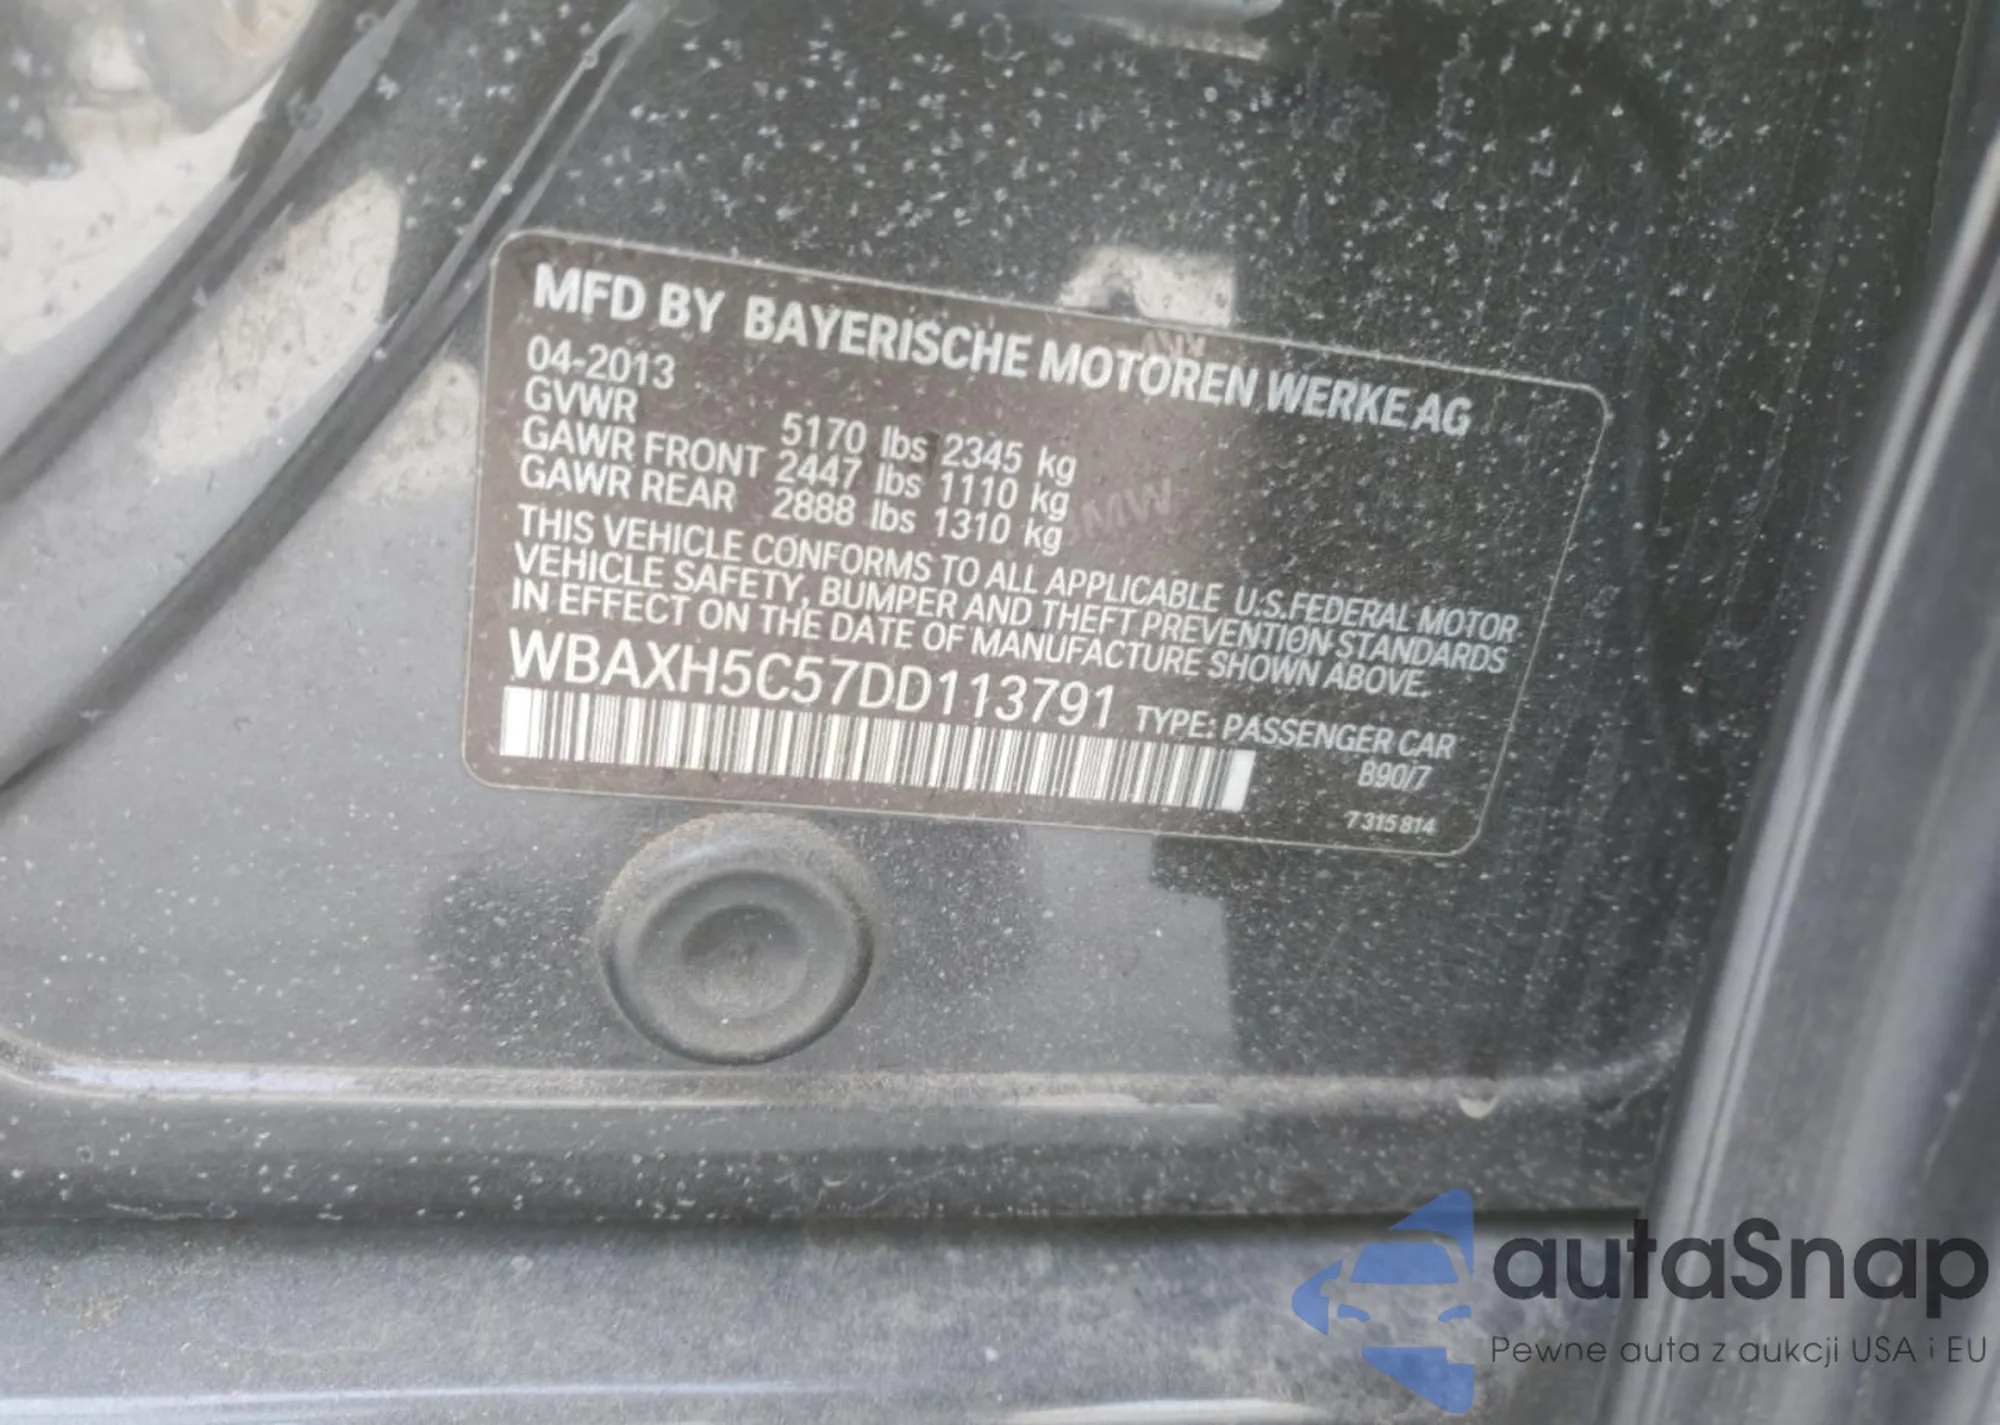 MFD BY BAYERISCHE MOTOREN WERKE AG
04-2013
GVWR 5170 lbs 2345 kg
GAWR FRONT 2447 lbs 1110 kg
GAWR REAR 2888 lbs 1310 kg
THIS VEHICLE CONFORMS TO ALL APPLICABLE U.S.FEDERAL MOTOR
VEHICLE SAFETY, BUMPER AND THEFT PREVENTION STANDARDS
IN EFFECT ON THE DATE OF MANUFACTURE SHOWN ABOVE.
WBAXH5C57DD113791 TYPE: PASSENGER CAR
B90/7
7 315 814
BMW
autaSnap
Pewne auta z aukcji USA i EU